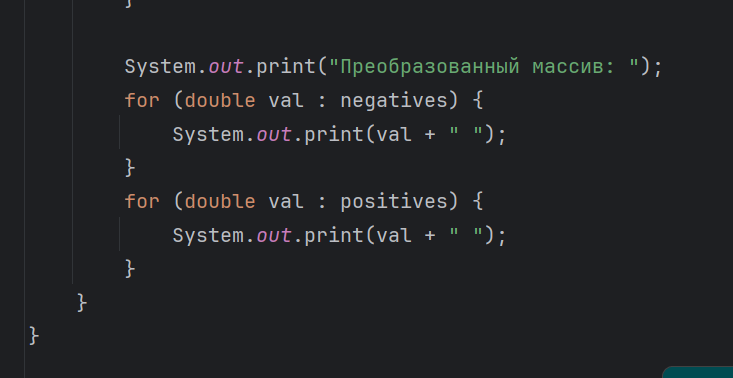 }
System.out.print("Преобразованный массив: ");
for (double val : negatives) {
System.out.print(val + " ");
}
for (double val : positives) {
System.out.print(val + " ");
}
}
}